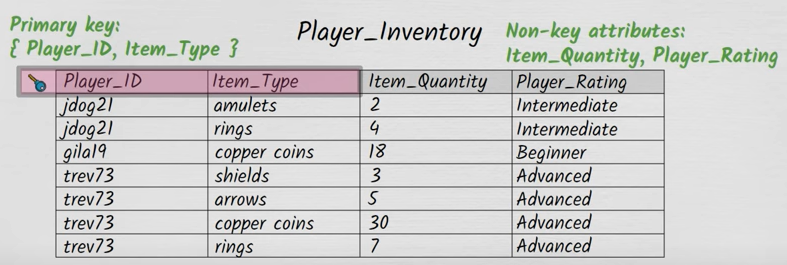 Primary key:
{ Player_ID, Item_Type }
Player_Inventory
Non-key attributes:
Item_Quantity, Player_Rating
Player_ID Item_Type Item_Quantity Player_Rating
jdog21 amulets 2 Intermediate
jdog21 rings 4 Intermediate
gila19 copper coins 18 Beginner
trev73 shields 3 Advanced
trev73 arrows 5 Advanced
trev73 copper coins 30 Advanced
trev73 rings 7 Advanced